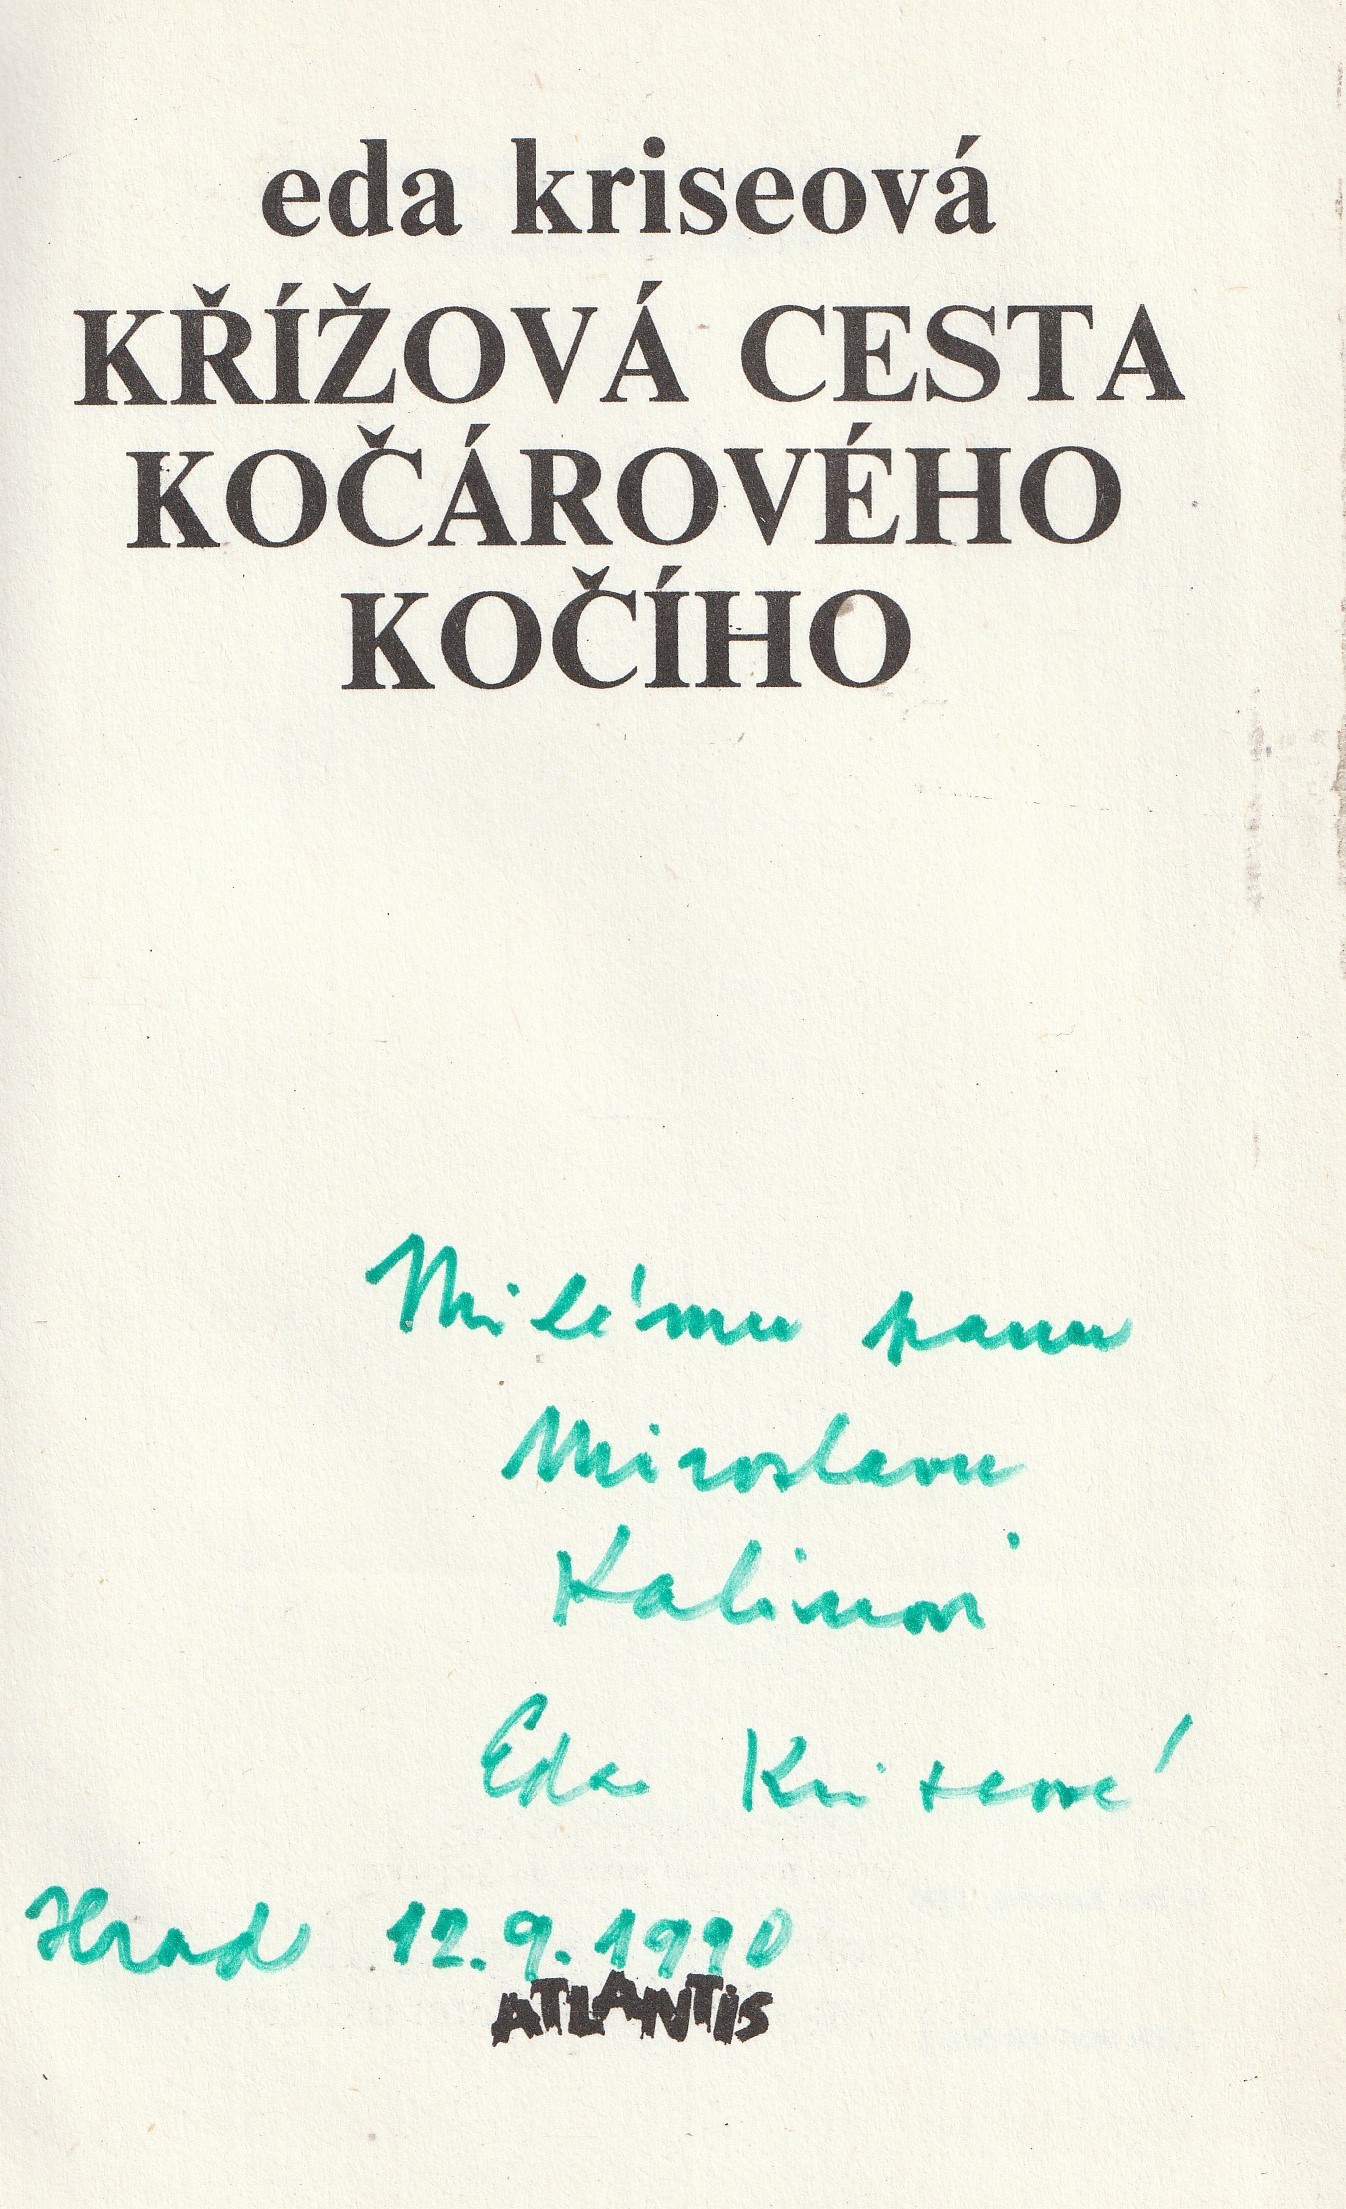 eda kriseová
KŘÍŽOVÁ CESTA
KOČÁROVÉHO
KOČÍHO
Milému panu
Miroslavu
Kalinovi
Eda Kriseová
Hrad 12.9.1990
ATLANTIS